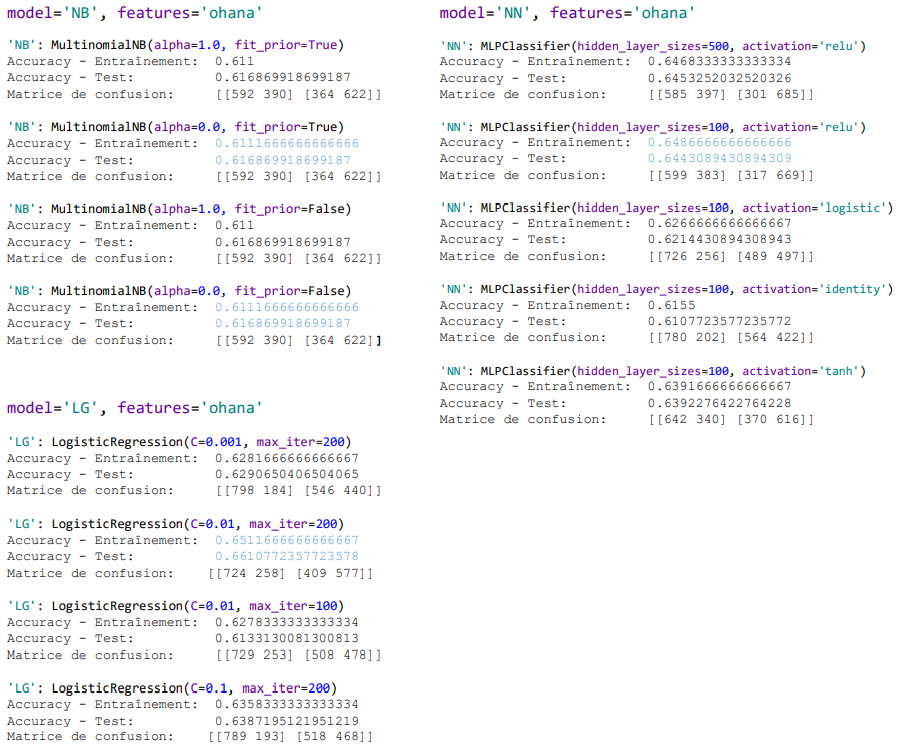 model='NB', features='ohana'
'NB': MultinomialNB(alpha=1.0, fit_prior=True)
Accuracy - Entraînement:  0.611
Accuracy - Test:  0.616869918699187
Matrice de confusion:  [[592 390] [364 622]]
'NB': MultinomialNB(alpha=0.0, fit_prior=True)
Accuracy - Entraînement:  0.6111666666666666
Accuracy - Test:  0.616869918699187
Matrice de confusion:  [[592 390] [364 622]]
'NB': MultinomialNB(alpha=1.0, fit_prior=False)
Accuracy - Entraînement:  0.611
Accuracy - Test:  0.616869918699187
Matrice de confusion:  [[592 390] [364 622]]
'NB': MultinomialNB(alpha=0.0, fit_prior=False)
Accuracy - Entraînement:  0.6111666666666666
Accuracy - Test:  0.616869918699187
Matrice de confusion:  [[592 390] [364 622]]
model='LG', features='ohana'
'LG': LogisticRegression(C=0.001, max_iter=200)
Accuracy - Entraînement:  0.6281666666666667
Accuracy - Test:  0.6290650406504065
Matrice de confusion:  [[798 184] [546 440]]
'LG': LogisticRegression(C=0.01, max_iter=200)
Accuracy - Entraînement:  0.6511666666666667
Accuracy - Test:  0.6610772357723578
Matrice de confusion:  [[724 258] [409 577]]
'LG': LogisticRegression(C=0.01, max_iter=100)
Accuracy - Entraînement:  0.6278333333333334
Accuracy - Test:  0.6133130081300813
Matrice de confusion:  [[729 253] [508 478]]
'LG': LogisticRegression(C=0.1, max_iter=200)
Accuracy - Entraînement:  0.6358333333333334
Accuracy - Test:  0.6387195121951219
Matrice de confusion:  [[789 193] [518 468]]
model='NN', features='ohana'
'NN': MLPClassifier(hidden_layer_sizes=500, activation='relu')
Accuracy - Entraînement:  0.6468333333333334
Accuracy - Test:  0.6453252032520326
Matrice de confusion:  [[585 397] [301 685]]
'NN': MLPClassifier(hidden_layer_sizes=100, activation='relu')
Accuracy - Entraînement:  0.6486666666666666
Accuracy - Test:  0.6443089430894309
Matrice de confusion:  [[599 383] [317 669]]
'NN': MLPClassifier(hidden_layer_sizes=100, activation='logistic')
Accuracy - Entraînement:  0.6266666666666667
Accuracy - Test:  0.6214430894308943
Matrice de confusion:  [[726 256] [489 497]]
'NN': MLPClassifier(hidden_layer_sizes=100, activation='identity')
Accuracy - Entraînement:  0.6155
Accuracy - Test:  0.6107723577235772
Matrice de confusion:  [[780 202] [564 422]]
'NN': MLPClassifier(hidden_layer_sizes=100, activation='tanh')
Accuracy - Entraînement:  0.6391666666666667
Accuracy - Test:  0.6392276422764228
Matrice de confusion:  [[642 340] [370 616]]